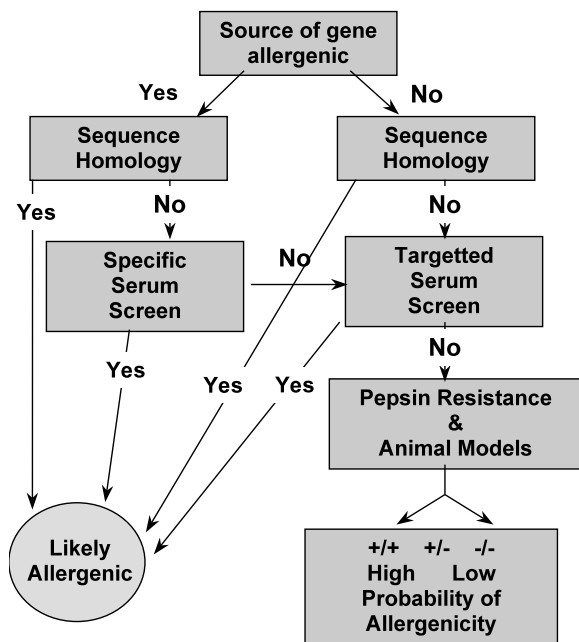 Source of gene
allergenic
Yes
No
Sequence
Homology
Sequence
Homology
Yes
No
No
Specific
Serum
Screen
No
Targetted
Serum
Screen
Yes
Yes
Yes
No
Pepsin Resistance
&
Animal Models
Likely
Allergenic
+/+ +/- -/-
High Low
Probability of
Allergenicity